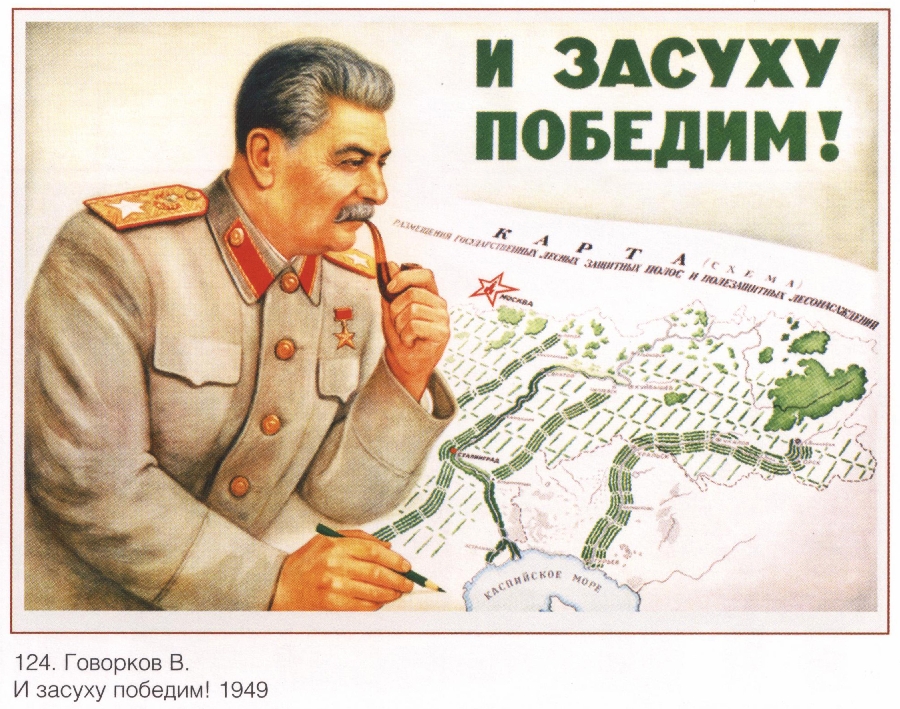 И ЗАСУХУ
ПОБЕДИМ!
КАРТА (СХЕМА)
РАЗМЕЩЕНИЯ ГОСУДАРСТВЕННЫХ ЛЕСНЫХ ЗАЩИТНЫХ ПОЛОС И ПОЛЕЗАЩИТНЫХ ЛЕСОНАСАЖДЕНИЙ
МОСКВА
СТАЛИНГРАД
КАСПИЙСКОЕ МОРЕ
124. Говорков В.
И засуху победим! 1949